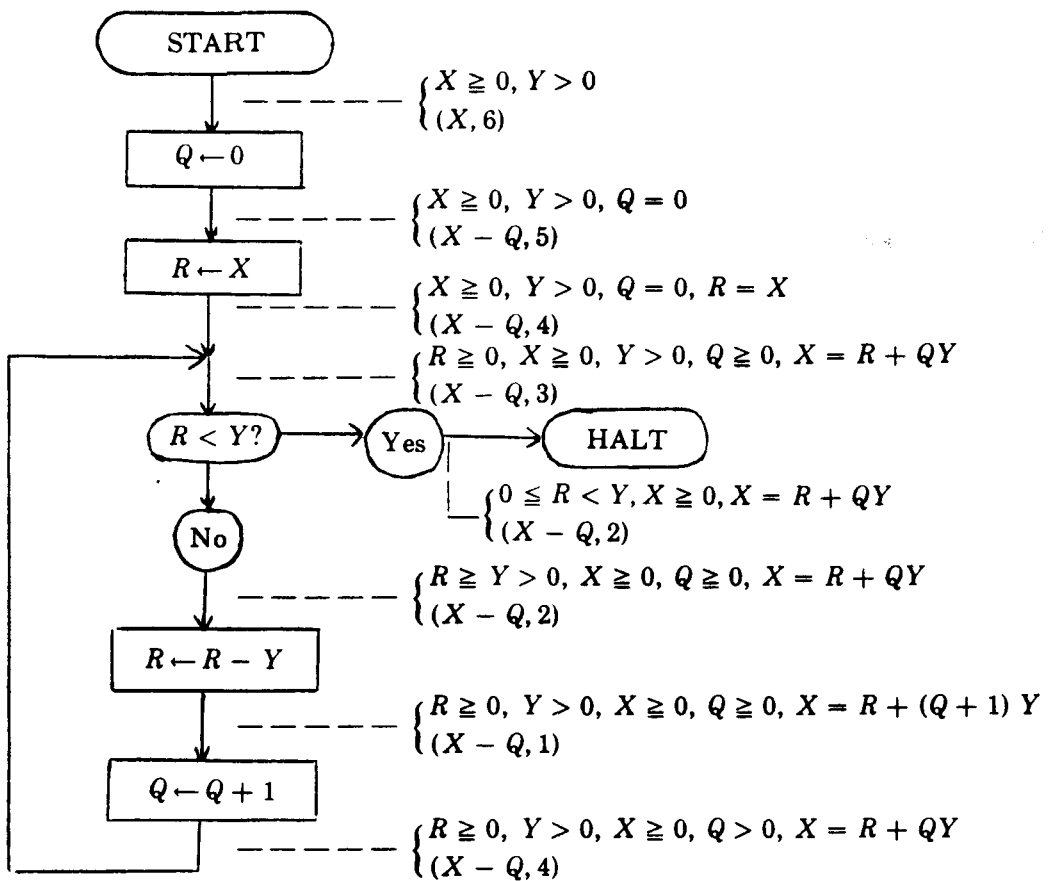 START
X ≧ 0, Y > 0
(X, 6)
Q ← 0
X ≧ 0, Y > 0, Q = 0
(X − Q, 5)
R ← X
X ≧ 0, Y > 0, Q = 0, R = X
(X − Q, 4)
R ≧ 0, X ≧ 0, Y > 0, Q ≧ 0, X = R + QY
(X − Q, 3)
R < Y?
Yes
HALT
0 ≦ R < Y, X ≧ 0, X = R + QY
(X − Q, 2)
No
R ≧ Y > 0, X ≧ 0, Q ≧ 0, X = R + QY
(X − Q, 2)
R ← R − Y
R ≧ 0, Y > 0, X ≧ 0, Q ≧ 0, X = R + (Q + 1) Y
(X − Q, 1)
Q ← Q + 1
R ≧ 0, Y > 0, X ≧ 0, Q > 0, X = R + QY
(X − Q, 4)